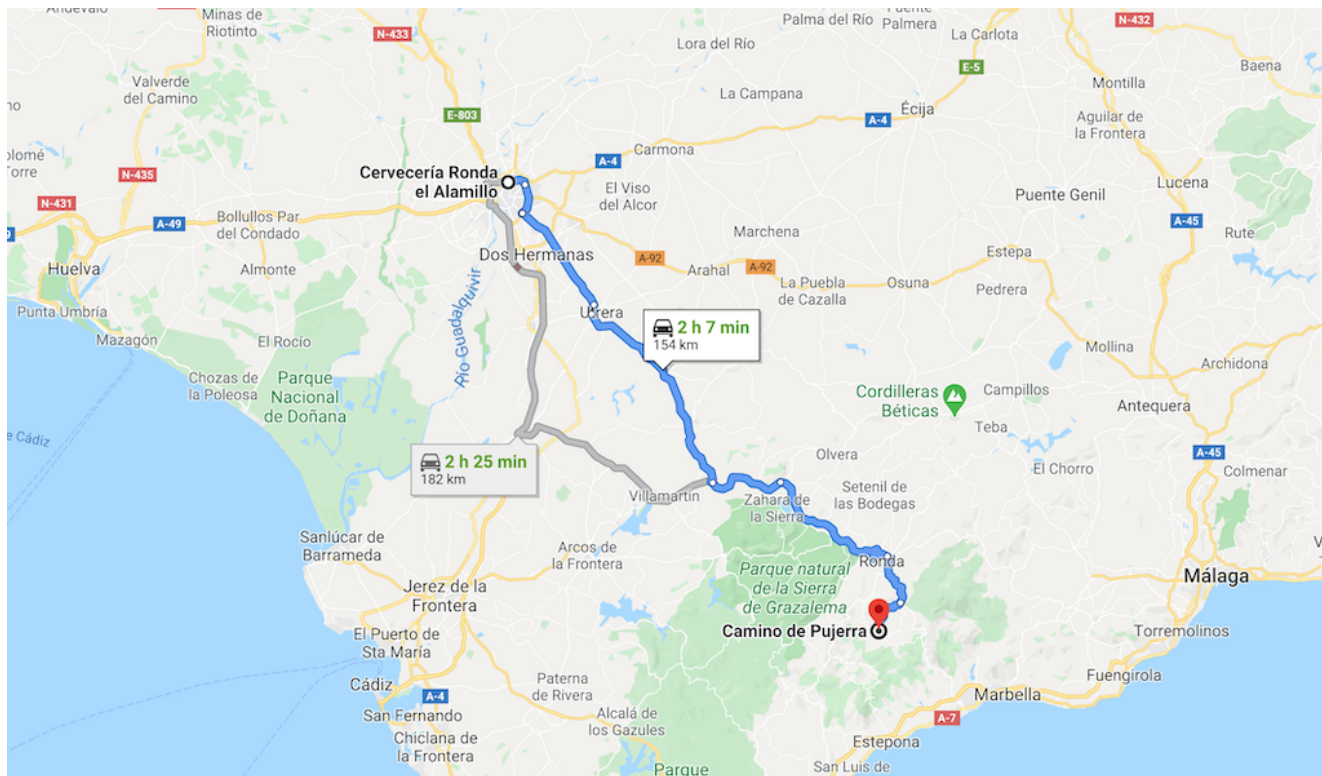 Andévalo
Minas de
Riotinto
N-433
Palma del Río
Fuente
Palmera
N-432
La Carlota
Lora del Río
E-5
Baena
Valverde
del Camino
La Campana
Montilla
no
E-803
Écija
A-4
Aguilar de
la Frontera
Carmona
olomé
Torre
N-435
Cervecería Ronda
el Alamillo
A-4
El Viso
del Alcor
Puente Genil
Lucena
N-431
A-49
Bollullos Par
del Condado
A-45
9
Marchena
Rute
Dos Hermanas
A-92
Arahal
A-92
Estepa
Huelva
Almonte
La Puebla
de Cazalla
Osuna
Pedrera
Punta Umbría
Utrera
Río Guadalquivir
2 h 7 min
154 km
Mazagón
El Rocío
Mollina
Archidona
Chozas de
la Poleosa
Parque
Nacional
de Doñana
Cordilleras
Béticas
Campillos
Antequera
e Cádiz
Teba
2 h 25 min
182 km
Olvera
El Chorro
A-45
Colmenar
Villamartin
Zahara de
la Sierra
Setenil de
las Bodegas
Sanlúcar de
Barrameda
Arcos de
la Frontera
Ronda
V
Parque natural
de la Sierra
de Grazalema
Málaga
Jerez de la
Frontera
Camino de Pujerra
Torremolinos
El Puerto de
Sta María
Fuengirola
Cádiz
A-4
Paterna
de Rivera
Marbella
San Fernando
Alcalá de
los Gazules
A-7
Chiclana de
la Frontera
Estepona
San Luis de
Parque